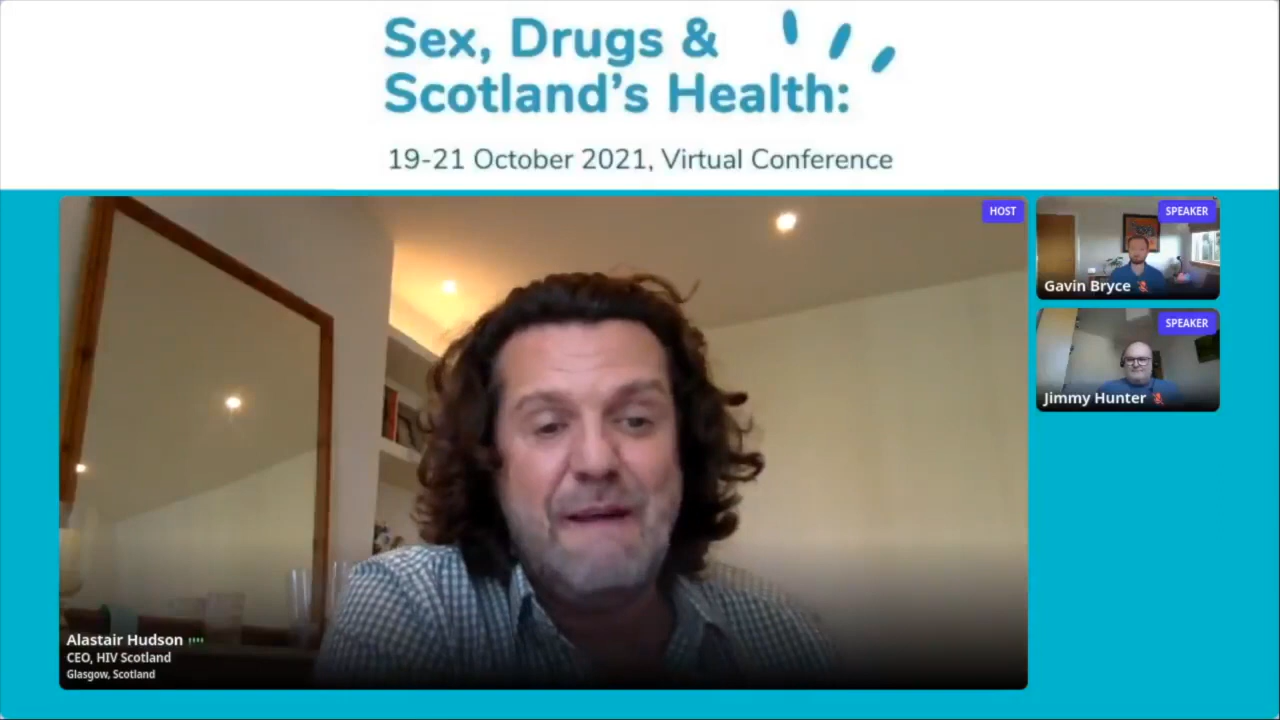 Sex, Drugs &
Scotland's Health:
19-21 October 2021, Virtual Conference
HOST
Alastair Hudson
CEO, HIV Scotland
Glasgow, Scotland
SPEAKER
Gavin Bryce
SPEAKER
Jimmy Hunter